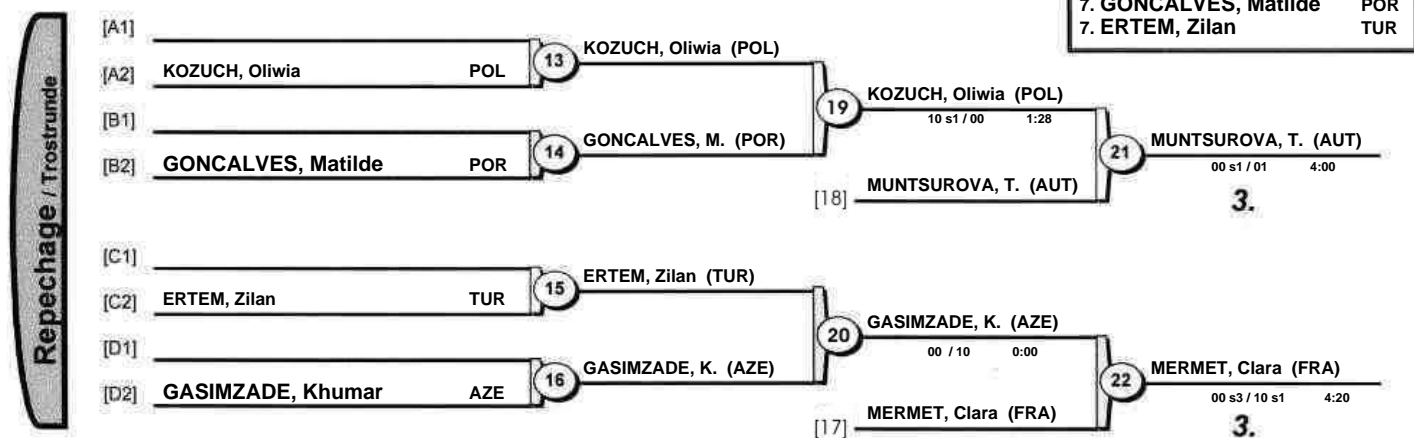 7. GONCALVES, Matilde POR
7. ERTEM, Zilan TUR
Repechage / Trostrunde
[A1]
[A2] KOZUCH, Oliwia POL
13
KOZUCH, Oliwia (POL)
[B1]
[B2] GONCALVES, Matilde POR
14
GONCALVES, M. (POR)
19
KOZUCH, Oliwia (POL)
10 s1 / 00 1:28
[18] MUNTSUROVA, T. (AUT)
21
MUNTSUROVA, T. (AUT)
00 s1 / 01 4:00
3.
[C1]
[C2] ERTEM, Zilan TUR
15
ERTEM, Zilan (TUR)
[D1]
[D2] GASIMZADE, Khumar AZE
16
GASIMZADE, K. (AZE)
20
GASIMZADE, K. (AZE)
00 / 10 0:00
[17] MERMET, Clara (FRA)
22
MERMET, Clara (FRA)
00 s3 / 10 s1 4:20
3.